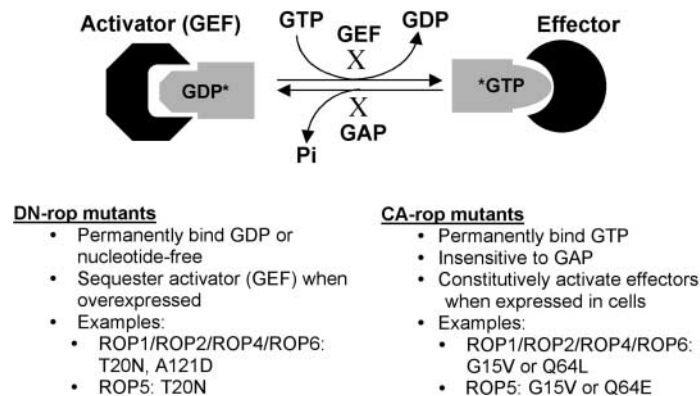 Activator (GEF)
GTP
GDP
Effector
GEF
X
GDP*
*GTP
X
GAP
Pi
DN-rop mutants
• Permanently bind GDP or
nucleotide-free
• Sequester activator (GEF) when
overexpressed
• Examples:
• ROP1/ROP2/ROP4/ROP6:
T20N, A121D
• ROP5: T20N
CA-rop mutants
• Permanently bind GTP
• Insensitive to GAP
• Constitutively activate effectors
when expressed in cells
• Examples:
• ROP1/ROP2/ROP4/ROP6:
G15V or Q64L
• ROP5: G15V or Q64E